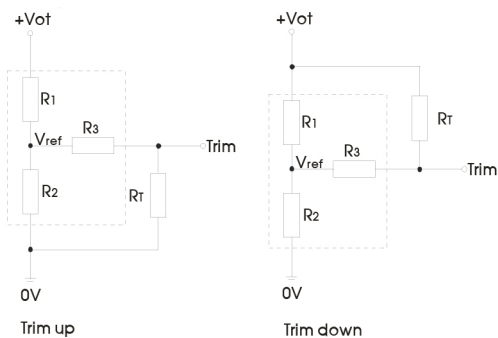 +Vot
R1
Vref
R3
Trim
R2
RT
0V
Trim up
+Vot
R1
RT
Vref
R3
Trim
R2
0V
Trim down